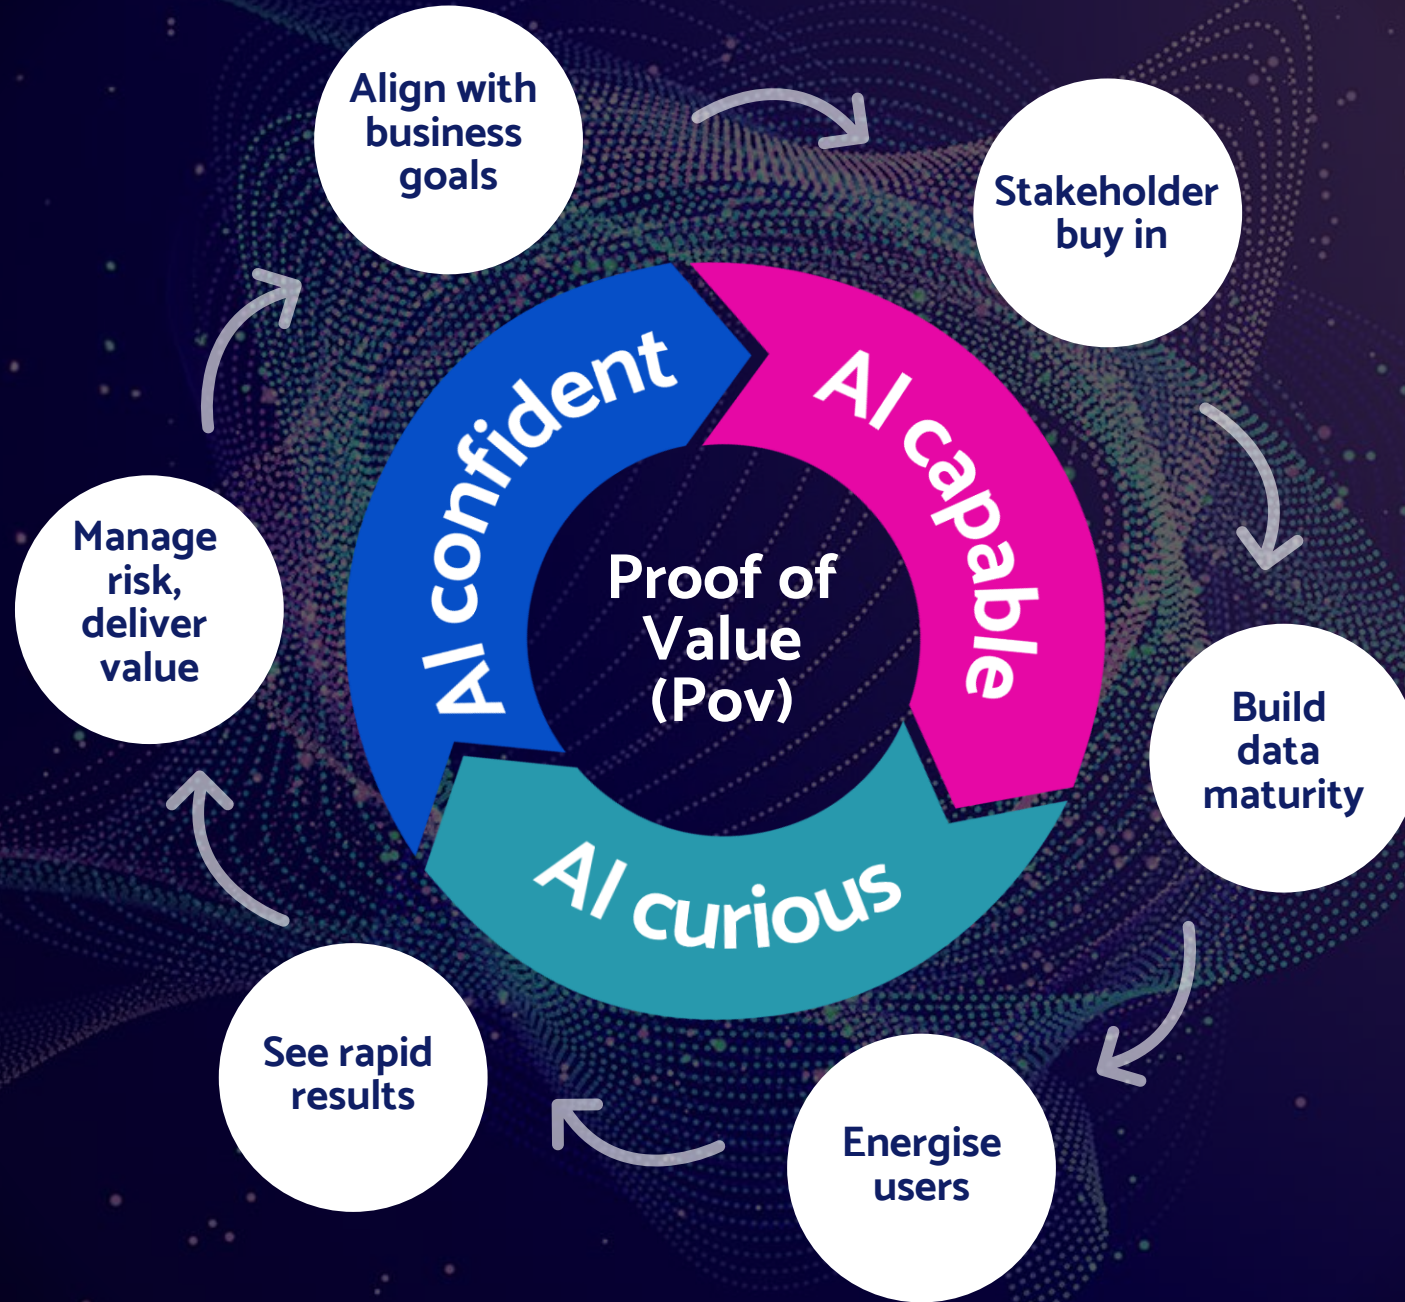 Align with
business
goals
Stakeholder
buy in
Build
data
maturity
Energise
users
See rapid
results
Manage
risk,
deliver
value
AI confident
AI capable
AI curious
Proof of
Value
(Pov)